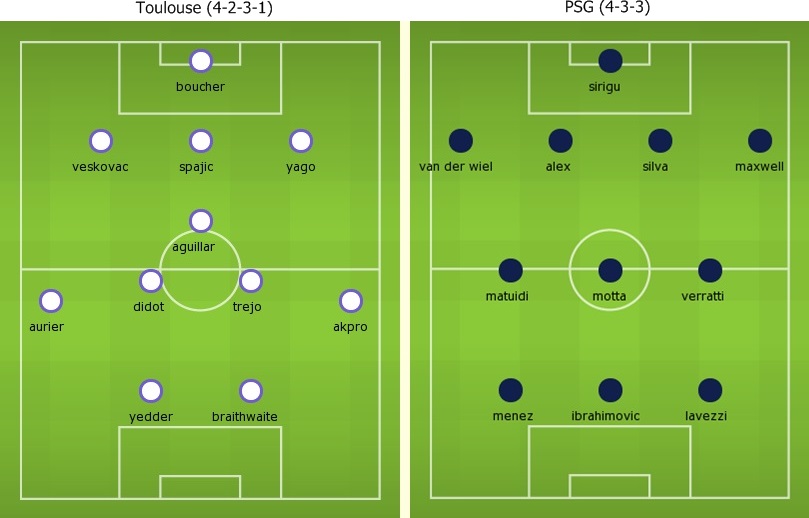 Toulouse (4-2-3-1)
boucher
veskovac spajic yago
aguillar
didot trejo
aurier akpro
yedder braithwaite
PSG (4-3-3)
sirigu
van der wiel alex silva maxwell
matuidi motta verratti
menez ibrahimovic lavezzi